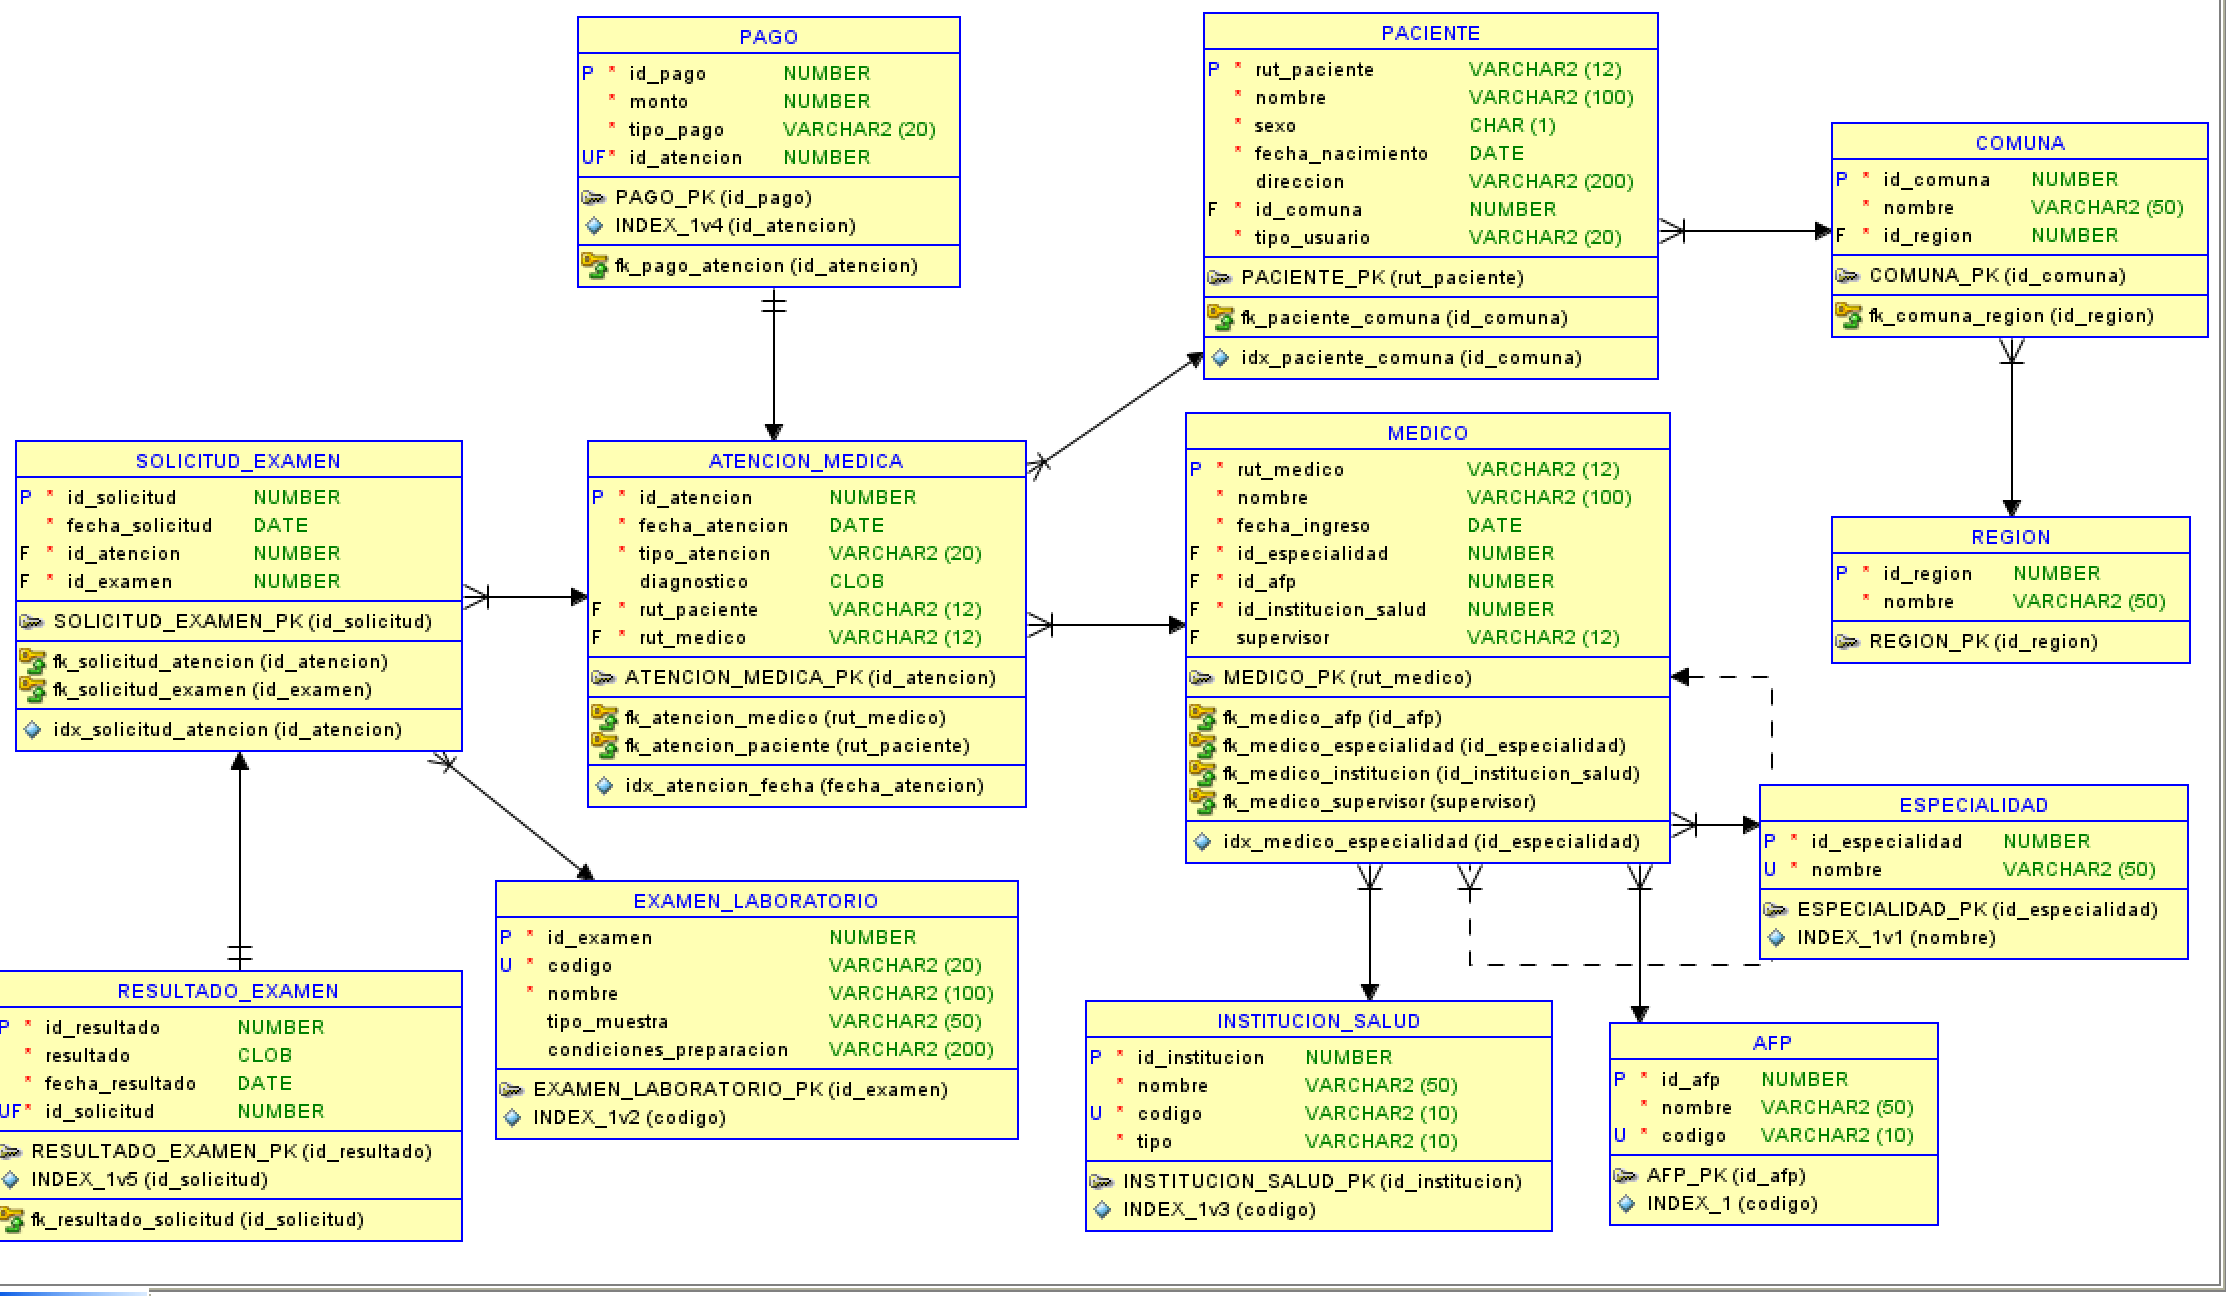 PAGO
P * id_pago NUMBER
* monto NUMBER
* tipo_pago VARCHAR2 (20)
UF* id_atencion NUMBER
PAGO_PK (id_pago)
INDEX_1v4 (id_atencion)
fk_pago_atencion (id_atencion)
PACIENTE
P * rut_paciente VARCHAR2 (12)
* nombre VARCHAR2 (100)
* sexo CHAR (1)
* fecha_nacimiento DATE
direccion VARCHAR2 (200)
F * id_comuna NUMBER
* tipo_usuario VARCHAR2 (20)
PACIENTE_PK (rut_paciente)
fk_paciente_comuna (id_comuna)
idx_paciente_comuna (id_comuna)
COMUNA
P * id_comuna NUMBER
* nombre VARCHAR2 (50)
F * id_region NUMBER
COMUNA_PK (id_comuna)
fk_comuna_region (id_region)
SOLICITUD_EXAMEN
P * id_solicitud NUMBER
* fecha_solicitud DATE
F * id_atencion NUMBER
F * id_examen NUMBER
SOLICITUD_EXAMEN_PK (id_solicitud)
fk_solicitud_atencion (id_atencion)
fk_solicitud_examen (id_examen)
idx_solicitud_atencion (id_atencion)
ATENCION_MEDICA
P * id_atencion NUMBER
* fecha_atencion DATE
* tipo_atencion VARCHAR2 (20)
diagnostico CLOB
F * rut_paciente VARCHAR2 (12)
F * rut_medico VARCHAR2 (12)
ATENCION_MEDICA_PK (id_atencion)
fk_atencion_medico (rut_medico)
fk_atencion_paciente (rut_paciente)
idx_atencion_fecha (fecha_atencion)
MEDICO
P * rut_medico VARCHAR2 (12)
* nombre VARCHAR2 (100)
* fecha_ingreso DATE
F * id_especialidad NUMBER
F * id_afp NUMBER
F * id_institucion_salud NUMBER
F supervisor VARCHAR2 (12)
MEDICO_PK (rut_medico)
fk_medico_afp (id_afp)
fk_medico_especialidad (id_especialidad)
fk_medico_institucion (id_institucion_salud)
fk_medico_supervisor (supervisor)
idx_medico_especialidad (id_especialidad)
REGION
P * id_region NUMBER
* nombre VARCHAR2 (50)
REGION_PK (id_region)
ESPECIALIDAD
P * id_especialidad NUMBER
U * nombre VARCHAR2 (50)
ESPECIALIDAD_PK (id_especialidad)
INDEX_1v1 (nombre)
RESULTADO_EXAMEN
P * id_resultado NUMBER
* resultado CLOB
* fecha_resultado DATE
UF* id_solicitud NUMBER
RESULTADO_EXAMEN_PK (id_resultado)
INDEX_1v5 (id_solicitud)
fk_resultado_solicitud (id_solicitud)
EXAMEN_LABORATORIO
P * id_examen NUMBER
U * codigo VARCHAR2 (20)
* nombre VARCHAR2 (100)
tipo_muestra VARCHAR2 (50)
condiciones_preparacion VARCHAR2 (200)
EXAMEN_LABORATORIO_PK (id_examen)
INDEX_1v2 (codigo)
INSTITUCION_SALUD
P * id_institucion NUMBER
* nombre VARCHAR2 (50)
U * codigo VARCHAR2 (10)
* tipo VARCHAR2 (10)
INSTITUCION_SALUD_PK (id_institucion)
INDEX_1v3 (codigo)
AFP
P * id_afp NUMBER
* nombre VARCHAR2 (50)
U * codigo VARCHAR2 (10)
AFP_PK (id_afp)
INDEX_1 (codigo)